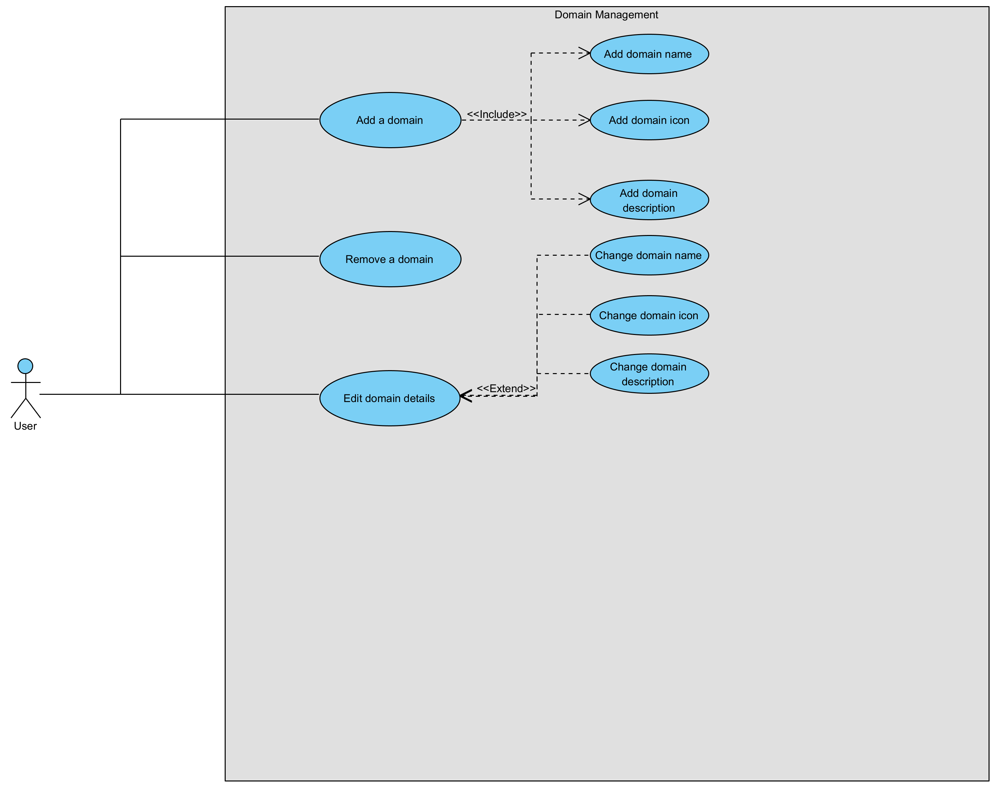 Domain Management
Add domain name
<<Include>>
Add a domain
Add domain icon
Add domain
description
Change domain name
Remove a domain
Change domain icon
Change domain
description
<<Extend>>
Edit domain details
User